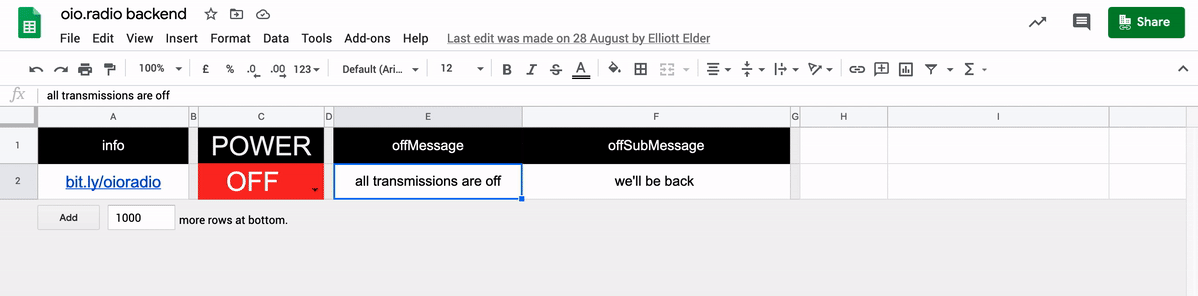 oio.radio backend
File Edit View Insert Format Data Tools Add-ons Help Last edit was made on 28 August by Elliott Elder
Share
100% £ % .0 .00 123 Default (Ari... 12 B I S A
fx all transmissions are off
A B C D E F G H I
1 info POWER offMessage offSubMessage
2 bit.ly/oioradio OFF all transmissions are off we'll be back
Add 1000 more rows at bottom.